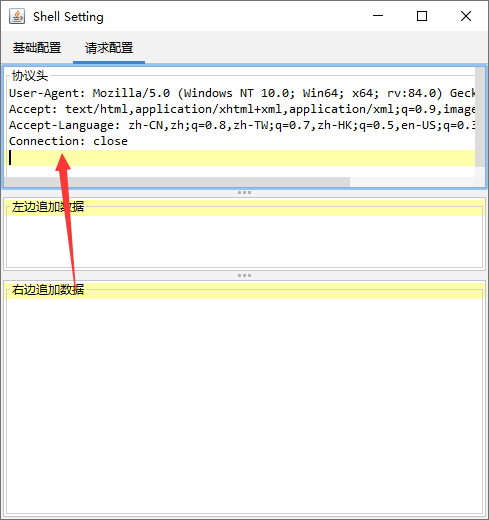 Shell Setting
基础配置 请求配置
协议头
User-Agent: Mozilla/5.0 (Windows NT 10.0; Win64; x64; rv:84.0) Geck
Accept: text/html,application/xhtml+xml,application/xml;q=0.9,image
Accept-Language: zh-CN,zh;q=0.8,zh-TW;q=0.7,zh-HK;q=0.5,en-US;q=0.3
Connection: close
左边追加数据
右边追加数据